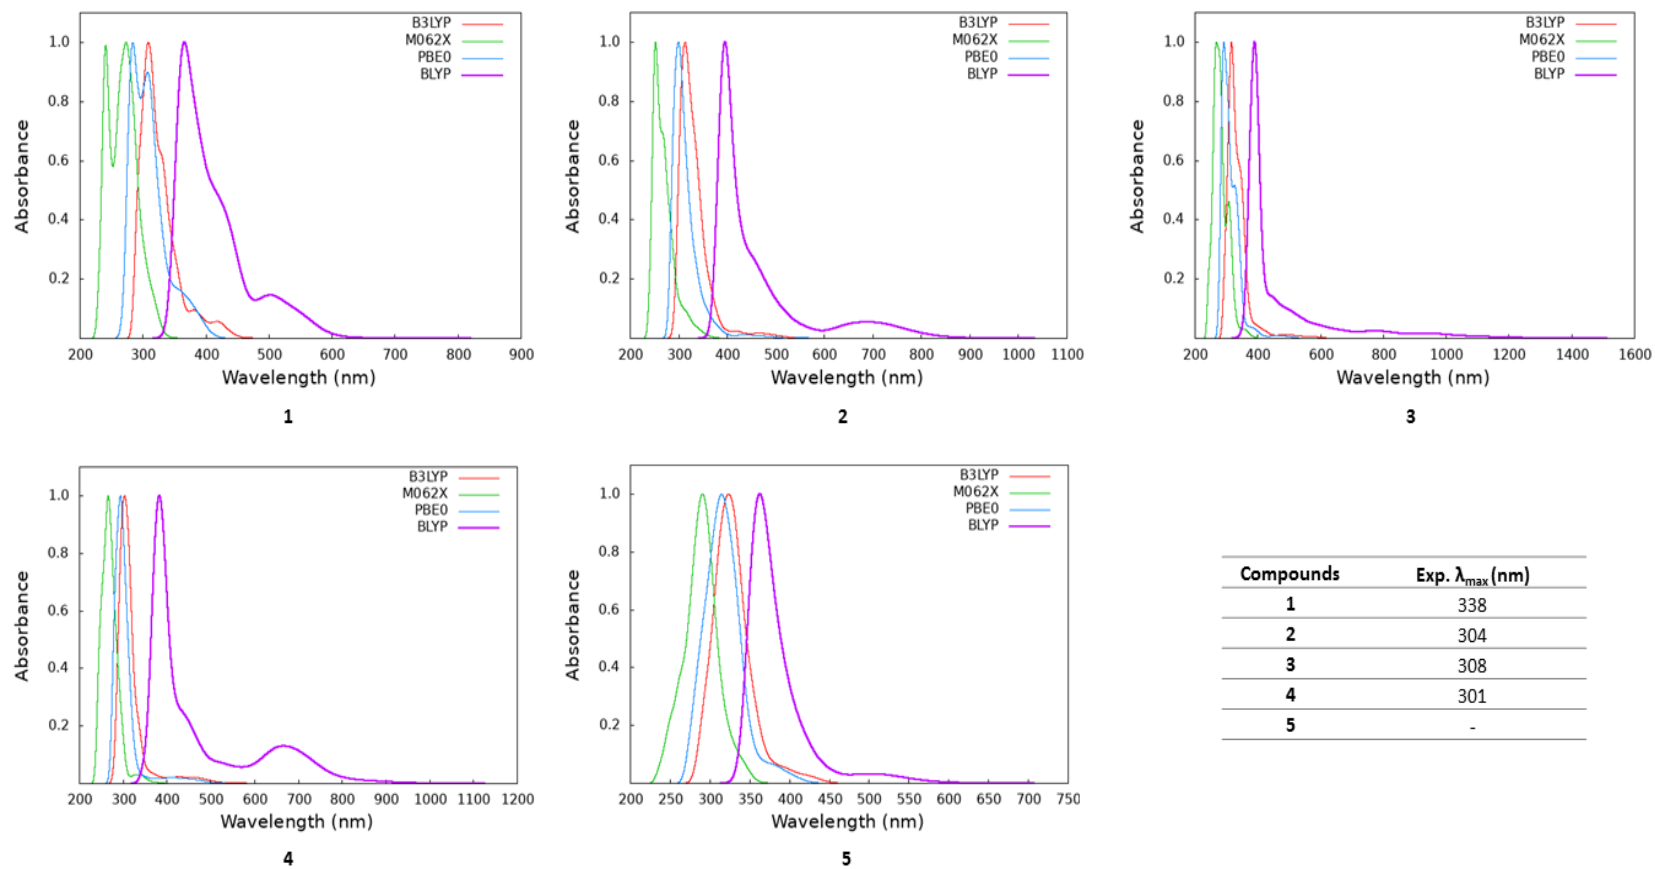 B3LYP
M062X
PBE0
BLYP
1.0
0.8
0.6
0.4
0.2
Absorbance
200 300 400 500 600 700 800 900
Wavelength (nm)
1
B3LYP
M062X
PBE0
BLYP
1.0
0.8
0.6
0.4
0.2
Absorbance
200 300 400 500 600 700 800 900 1000 1100
Wavelength (nm)
2
B3LYP
M062X
PBE0
BLYP
1.0
0.8
0.6
0.4
0.2
Absorbance
200 400 600 800 1000 1200 1400 1600
Wavelength (nm)
3
B3LYP
M062X
PBE0
BLYP
1.0
0.8
0.6
0.4
0.2
Absorbance
200 300 400 500 600 700 800 900 1000 1100 1200
Wavelength (nm)
4
B3LYP
M062X
PBE0
BLYP
1.0
0.8
0.6
0.4
0.2
Absorbance
200 250 300 350 400 450 500 550 600 650 700 750
Wavelength (nm)
5
Compounds Exp. λmax (nm)
1 338
2 304
3 308
4 301
5 -